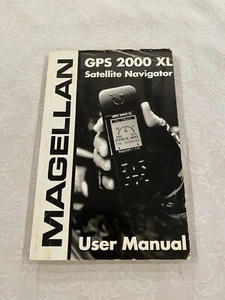 MAGELLAN
GPS 2000 XL
Satellite Navigator
User Manual